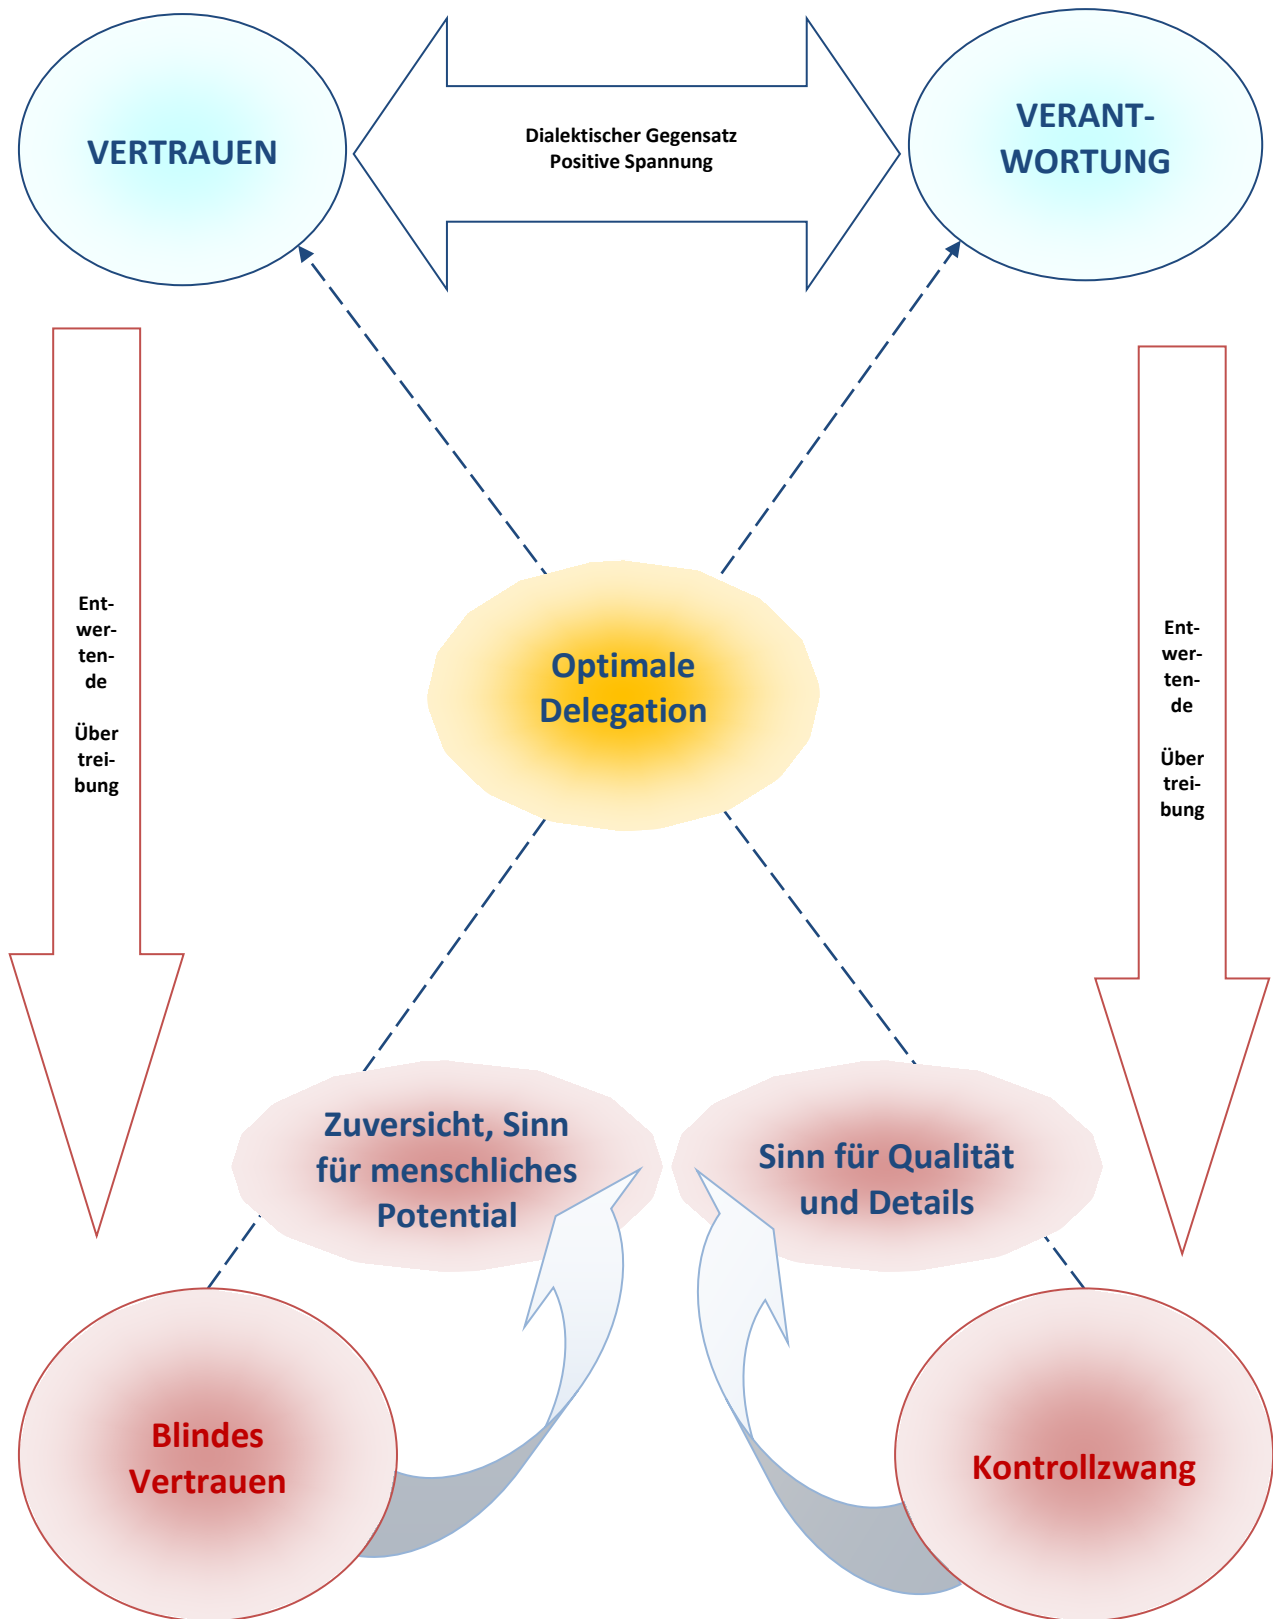 VERTRAUEN
Dialektischer Gegensatz
Positive Spannung
VERANT-
WORTUNG
Ent-
wer-
ten-
de
Über
trei-
bung
Optimale
Delegation
Ent-
wer-
ten-
de
Über
trei-
bung
Zuversicht, Sinn
für menschliches
Potential
Sinn für Qualität
und Details
Blindes
Vertrauen
Kontrollzwang